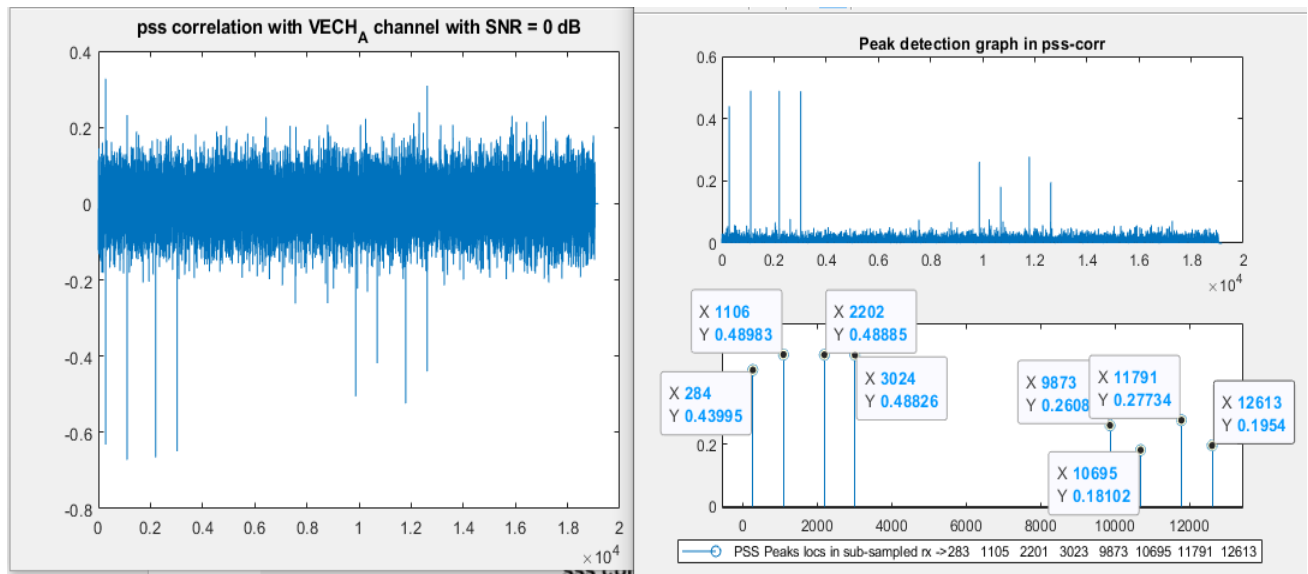 pss correlation with VECH_A channel with SNR = 0 dB
0.4
0.2
0
-0.2
-0.4
-0.6
-0.8
0 0.2 0.4 0.6 0.8 1 1.2 1.4 1.6 1.8 2
×10^4
Peak detection graph in pss-corr
0.6
0.4
0.2
0
0 0.2 0.4 0.6 0.8 1 1.2 1.4 1.6 1.8 2
×10^4
X 1106
Y 0.48983
X 2202
Y 0.48885
X 284
Y 0.43995
X 3024
Y 0.48826
X 9873
Y 0.2608
X 11791
Y 0.27734
X 12613
Y 0.1954
X 10695
Y 0.18102
0.2
0
0 2000 4000 6000 8000 10000 12000
PSS Peaks locs in sub-sampled rx ->283 1105 2201 3023 9873 10695 11791 12613